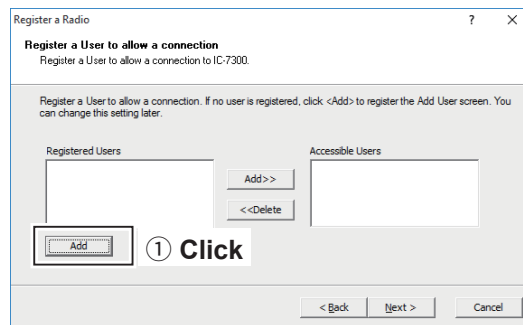 Register a Radio ? ×
Register a User to allow a connection
Register a User to allow a connection to IC-7300.
Register a User to allow a connection. If no user is registered, click <Add> to register the Add User screen. You
can change this setting later.
Registered Users
Accessible Users
Add>>
<<Delete
Add
① Click
< Back
Next >
Cancel